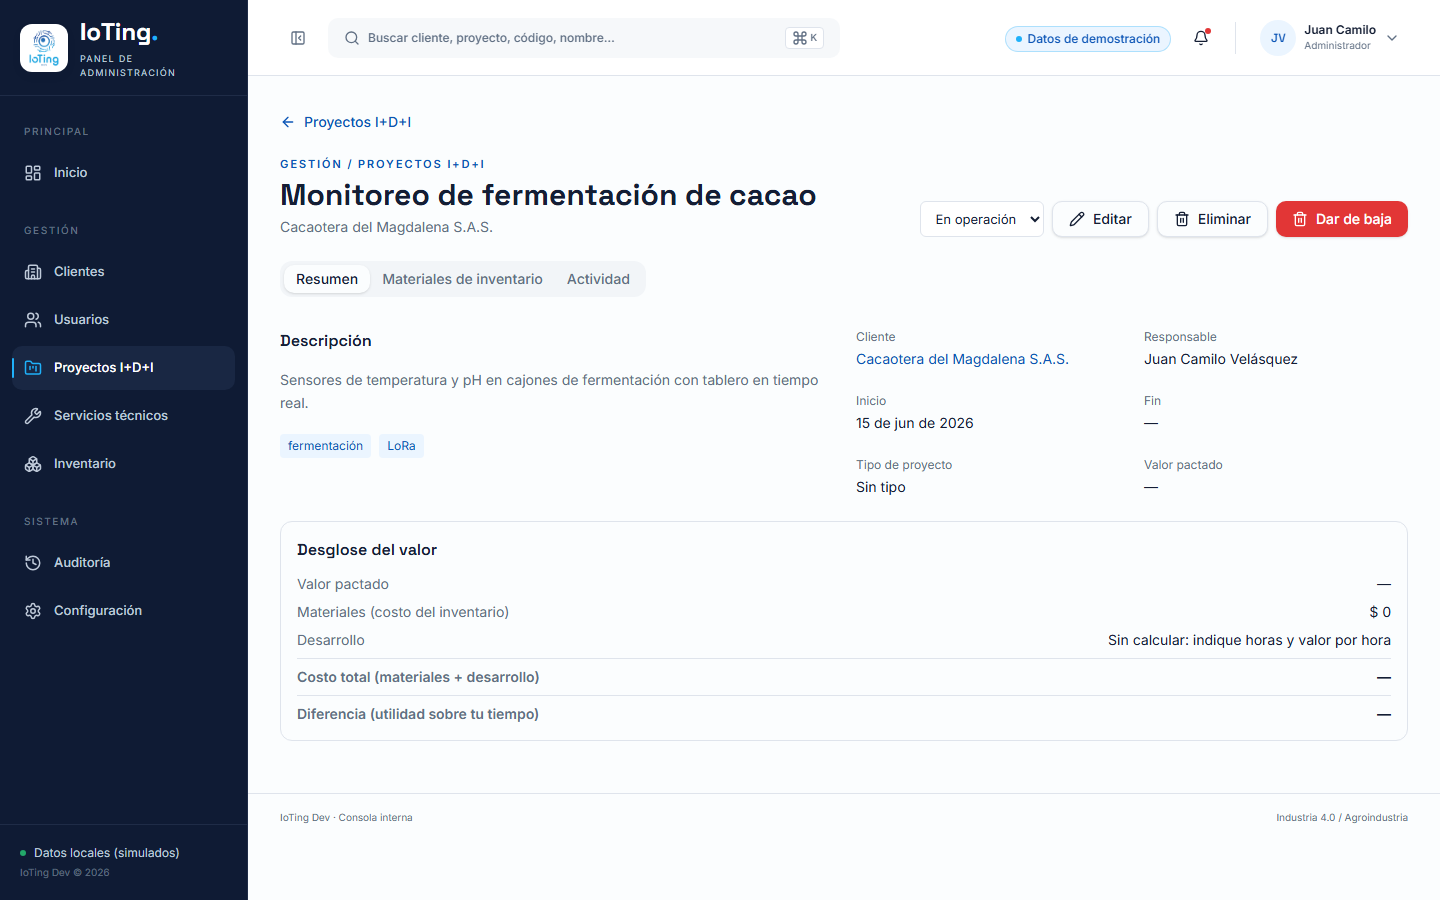 IoTing
IoTing.
PANEL DE
ADMINISTRACIÓN
PRINCIPAL
Inicio
GESTIÓN
Clientes
Usuarios
Proyectos I+D+I
Servicios técnicos
Inventario
SISTEMA
Auditoría
Configuración
Datos locales (simulados)
IoTing Dev © 2026
Buscar cliente, proyecto, código, nombre...
⌘ K
Datos de demostración
JV
Juan Camilo
Administrador
← Proyectos I+D+I
GESTIÓN / PROYECTOS I+D+I
Monitoreo de fermentación de cacao
Cacaotera del Magdalena S.A.S.
En operación
Editar
Eliminar
Dar de baja
Resumen
Materiales de inventario
Actividad
Descripción
Sensores de temperatura y pH en cajones de fermentación con tablero en tiempo
real.
fermentación
LoRa
Cliente
Cacaotera del Magdalena S.A.S.
Responsable
Juan Camilo Velásquez
Inicio
15 de jun de 2026
Fin
—
Tipo de proyecto
Sin tipo
Valor pactado
—
Desglose del valor
Valor pactado —
Materiales (costo del inventario) $ 0
Desarrollo Sin calcular: indique horas y valor por hora
Costo total (materiales + desarrollo) —
Diferencia (utilidad sobre tu tiempo) —
IoTing Dev · Consola interna
Industria 4.0 / Agroindustria